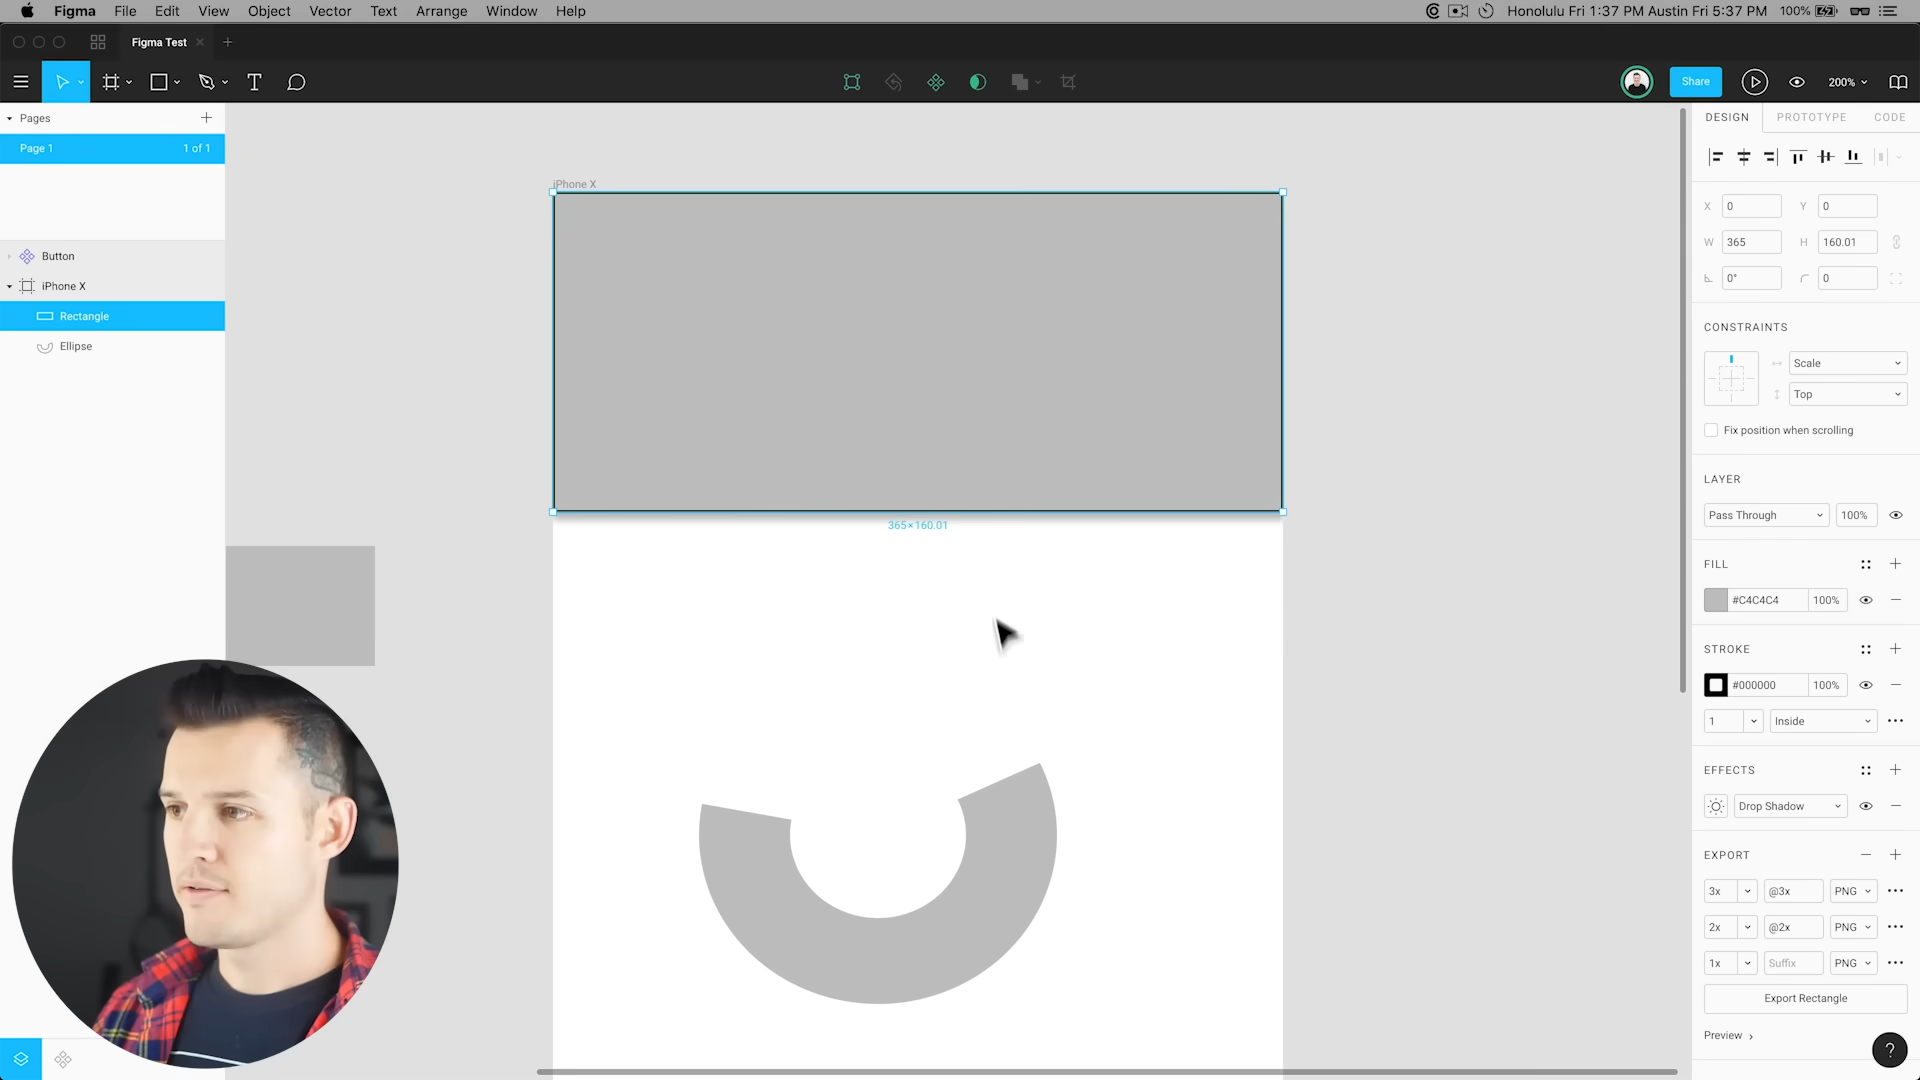 Figma File Edit View Object Vector Text Arrange Window Help Honolulu Fri 1:37 PM Austin Fri 5:37 PM 100%
Figma Test
Share 200%
Pages
Page 1 1 of 1
Button
iPhone X
Rectangle
Ellipse
iPhone X
365×160.01
DESIGN PROTOTYPE CODE
X 0 Y 0
W 365 H 160.01
0° 0
CONSTRAINTS
Scale
Top
Fix position when scrolling
LAYER
Pass Through 100%
FILL
#C4C4C4 100%
STROKE
#000000 100%
1 Inside
EFFECTS
Drop Shadow
EXPORT
3x @3x PNG
2x @2x PNG
1x Suffix PNG
Export Rectangle
Preview
?